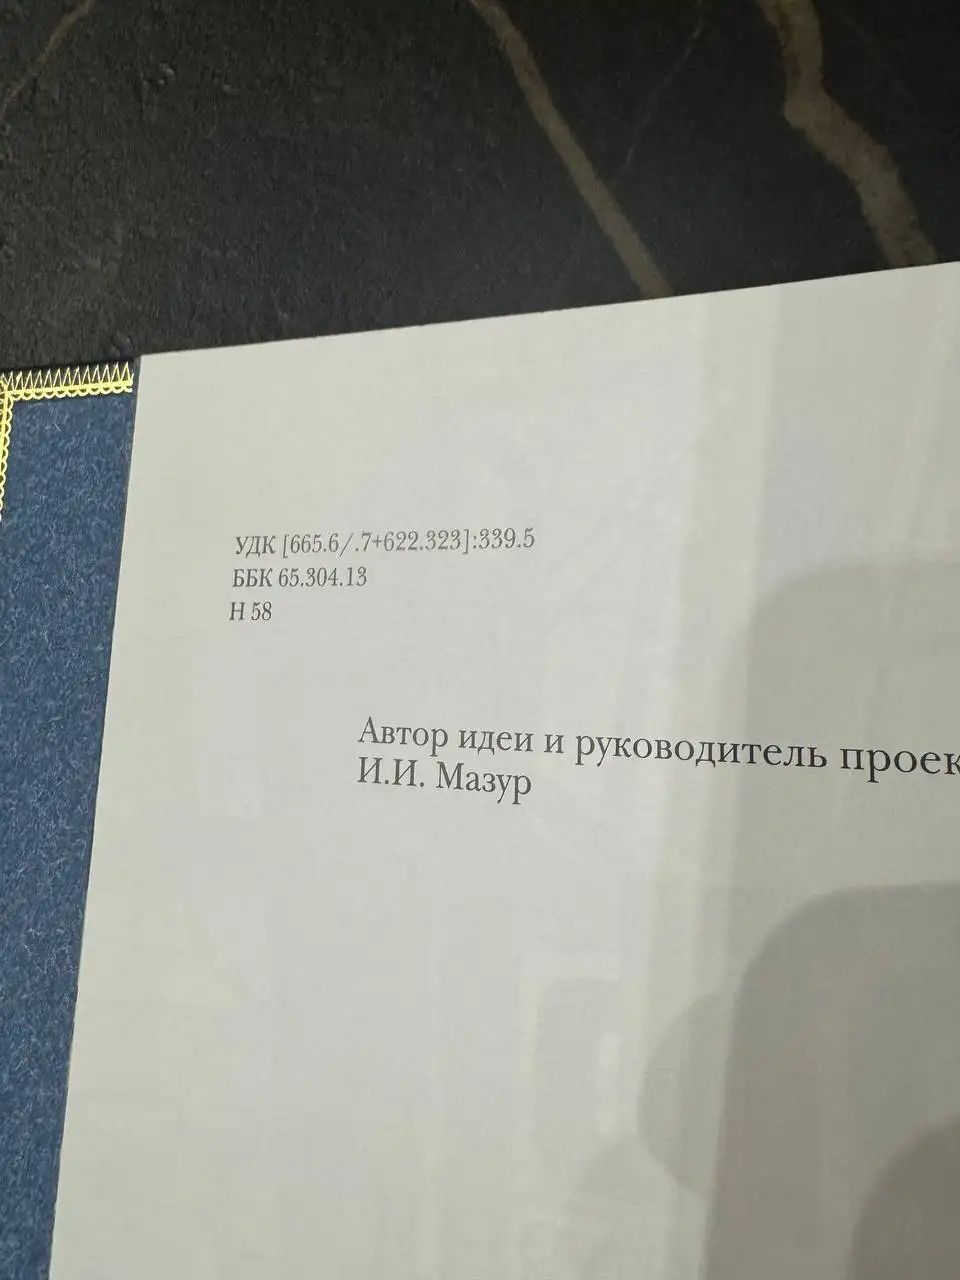 УДК [665.6/.7+622.323]:339.5
ББК 65.304.13
Н 58
Автор идеи и руководитель проек
И.И. Мазур